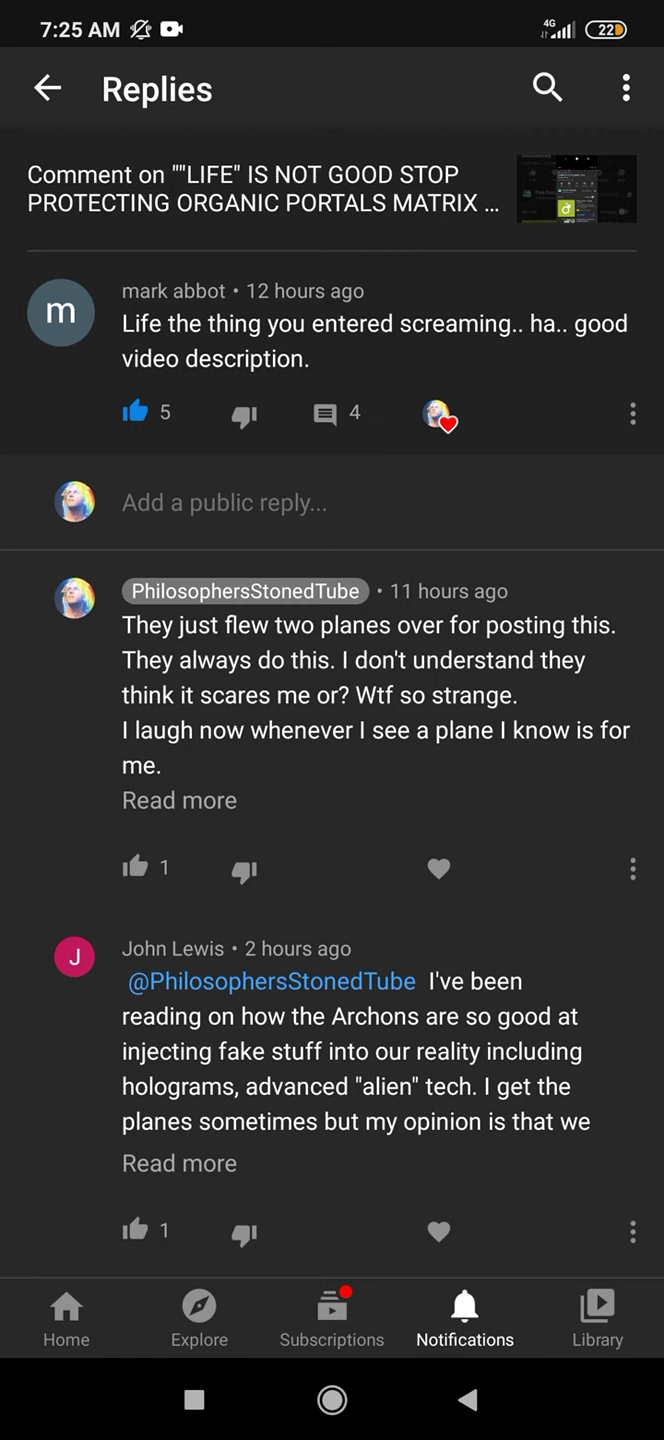 7:25 AM
4G
22
Replies
Comment on ""LIFE" IS NOT GOOD STOP
PROTECTING ORGANIC PORTALS MATRIX ...
m
mark abbot • 12 hours ago
Life the thing you entered screaming.. ha.. good
video description.
5
4
Add a public reply...
PhilosophersStonedTube • 11 hours ago
They just flew two planes over for posting this.
They always do this. I don't understand they
think it scares me or? Wtf so strange.
I laugh now whenever I see a plane I know is for
me.
Read more
1
J
John Lewis • 2 hours ago
@PhilosophersStonedTube I've been
reading on how the Archons are so good at
injecting fake stuff into our reality including
holograms, advanced "alien" tech. I get the
planes sometimes but my opinion is that we
Read more
1
Home
Explore
Subscriptions
Notifications
Library